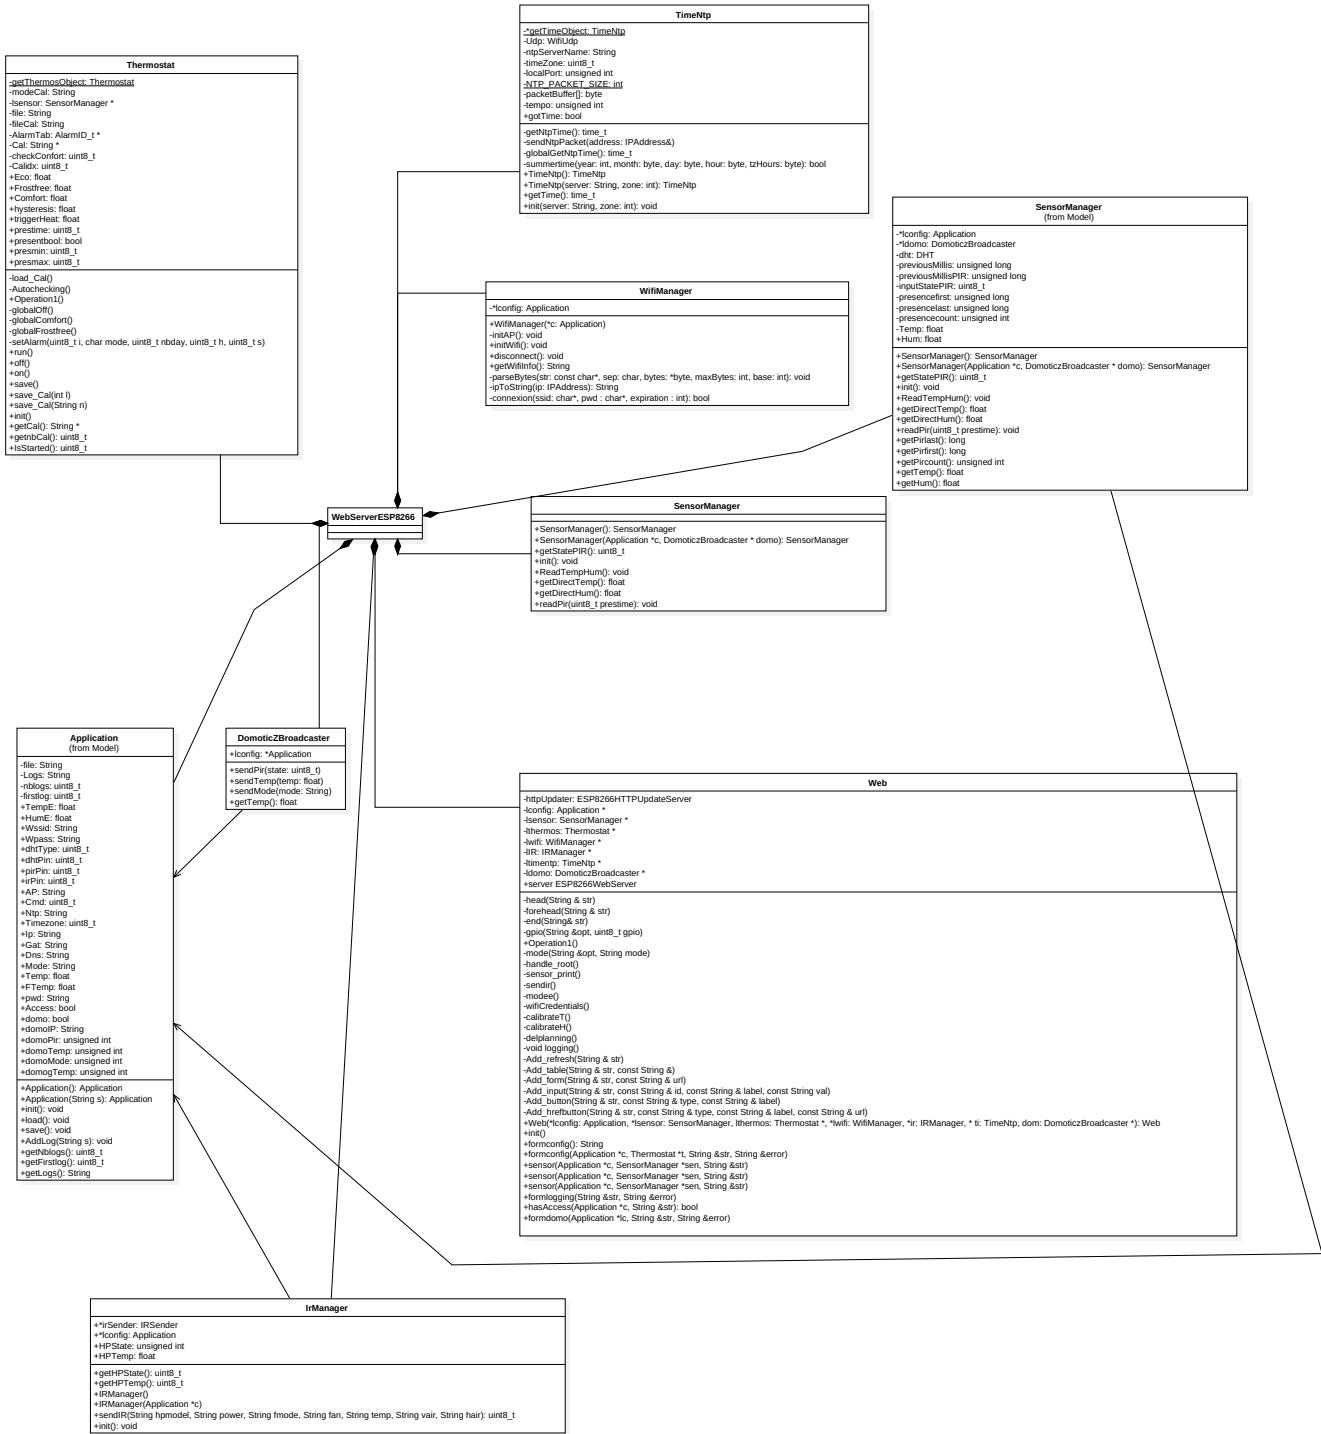 TimeNtp
-*getTimeObject: TimeNtp
-Udp: WifiUdp
-ntpServerName: String
-timeZone: uint8_t
-localPort: unsigned int
-NTP_PACKET_SIZE: int
-packetBuffer[]: byte
-tempo: unsigned int
+gotTime: bool
-getNtpTime(): time_t
-sendNtpPacket(address: IPAddress&)
-globalGetNtpTime(): time_t
-summertime(year: int, month: byte, day: byte, hour: byte, tzHours: byte): bool
+TimeNtp(): TimeNtp
+TimeNtp(server: String, zone: int): TimeNtp
+getTime(): time_t
+init(server: String, zone: int): void
Thermostat
-getThermosObject: Thermostat
-modeCal: String
-lsensor: SensorManager *
-file: String
-fileCal: String
-AlarmTab: AlarmID_t *
-Cal: String *
-checkConfort: uint8_t
-Calidx: uint8_t
+Eco: float
+Frostfree: float
+Comfort: float
+hysteresis: float
+triggerHeat: float
+prestime: uint8_t
+presentbool: bool
+presmin: uint8_t
+presmax: uint8_t
-load_Cal()
-Autochecking()
+Operation1()
-globalOff()
-globalComfort()
-globalFrostfree()
-setAlarm(uint8_t i, char mode, uint8_t nbday, uint8_t h, uint8_t s)
+run()
+off()
+on()
+save()
+save_Cal(int l)
+save_Cal(String n)
+init()
+getCal(): String *
+getnbCal(): uint8_t
+IsStarted(): uint8_t
SensorManager
(from Model)
-*lconfig: Application
-*ldomo: DomoticzBroadcaster
-dht: DHT
-previousMillis: unsigned long
-previousMillisPIR: unsigned long
-inputStatePIR: uint8_t
-presencefirst: unsigned long
-presencelast: unsigned long
-presencecount: unsigned int
-Temp: float
+Hum: float
+SensorManager(): SensorManager
+SensorManager(Application *c, DomoticzBroadcaster * domo): SensorManager
+getStatePIR(): uint8_t
+init(): void
+ReadTempHum(): void
+getDirectTemp(): float
+getDirectHum(): float
+readPir(uint8_t prestime): void
+getPirlast(): long
+getPirfirst(): long
+getPircount(): unsigned int
+getTemp(): float
+getHum(): float
WifiManager
-*lconfig: Application
+WifiManager(*c: Application)
-initAP(): void
+initWifi(): void
+disconnect(): void
+getWifiInfo(): String
-parseBytes(str: const char*, sep: char, bytes: *byte, maxBytes: int, base: int): void
-ipToString(ip: IPAddress): String
-connexion(ssid: char*, pwd : char*, expiration : int): bool
WebServerESP8266
SensorManager
+SensorManager(): SensorManager
+SensorManager(Application *c, DomoticzBroadcaster * domo): SensorManager
+getStatePIR(): uint8_t
+init(): void
+ReadTempHum(): void
+getDirectTemp(): float
+getDirectHum(): float
+readPir(uint8_t prestime): void
Application
(from Model)
-file: String
-Logs: String
-nblogs: uint8_t
-firstlog: uint8_t
+TempE: float
+HumE: float
+Wssid: String
+Wpass: String
+dhtType: uint8_t
+dhtPin: uint8_t
+pirPin: uint8_t
+irPin: uint8_t
+AP: String
+Cmd: uint8_t
+Ntp: String
+Timezone: uint8_t
+Ip: String
+Gat: String
+Dns: String
+Mode: String
+Temp: float
+FTemp: float
+pwd: String
+Access: bool
+domo: bool
+domoIP: String
+domoPir: unsigned int
+domoTemp: unsigned int
+domoMode: unsigned int
+domogTemp: unsigned int
+Application(): Application
+Application(String s): Application
+init(): void
+load(): void
+save(): void
+AddLog(String s): void
+getNblogs(): uint8_t
+getFirstlog(): uint8_t
+getLogs(): String
DomoticZBroadcaster
+lconfig: *Application
+sendPir(state: uint8_t)
+sendTemp(temp: float)
+sendMode(mode: String)
+getTemp(): float
Web
-httpUpdater: ESP8266HTTPUpdateServer
-lconfig: Application *
-lsensor: SensorManager *
-lthermos: Thermostat *
-lwifi: WifiManager *
-lIR: IRManager *
-ltimentp: TimeNtp *
-ldomo: DomoticzBroadcaster *
+server ESP8266WebServer
-head(String & str)
-forehead(String & str)
-end(String& str)
-gpio(String &opt, uint8_t gpio)
+Operation1()
-mode(String &opt, String mode)
-handle_root()
-sensor_print()
-sendir()
-modee()
-wifiCredentials()
-calibrateT()
-calibrateH()
-delplanning()
-void logging()
-Add_refresh(String & str)
-Add_table(String & str, const String &)
-Add_form(String & str, const String & url)
-Add_input(String & str, const String & id, const String & label, const String val)
-Add_button(String & str, const String & type, const String & label)
-Add_hrefbutton(String & str, const String & type, const String & label, const String & url)
+Web(*lconfig: Application, *lsensor: SensorManager, lthermos: Thermostat *, *lwifi: WifiManager, *ir: IRManager, * ti: TimeNtp, dom: DomoticzBroadcaster *): Web
+init()
+formconfig(): String
+formconfig(Application *c, Thermostat *t, String &str, String &error)
+sensor(Application *c, SensorManager *sen, String &str)
+sensor(Application *c, SensorManager *sen, String &str)
+sensor(Application *c, SensorManager *sen, String &str)
+formlogging(String &str, String &error)
+hasAccess(Application *c, String &str): bool
+formdomo(Application *lc, String &str, String &error)
IrManager
+*irSender: IRSender
+*lconfig: Application
+HPState: unsigned int
+HPTemp: float
+getHPState(): uint8_t
+getHPTemp(): uint8_t
+IRManager()
+IRManager(Application *c)
+sendIR(String hpmodel, String power, String fmode, String fan, String temp, String vair, String hair): uint8_t
+init(): void